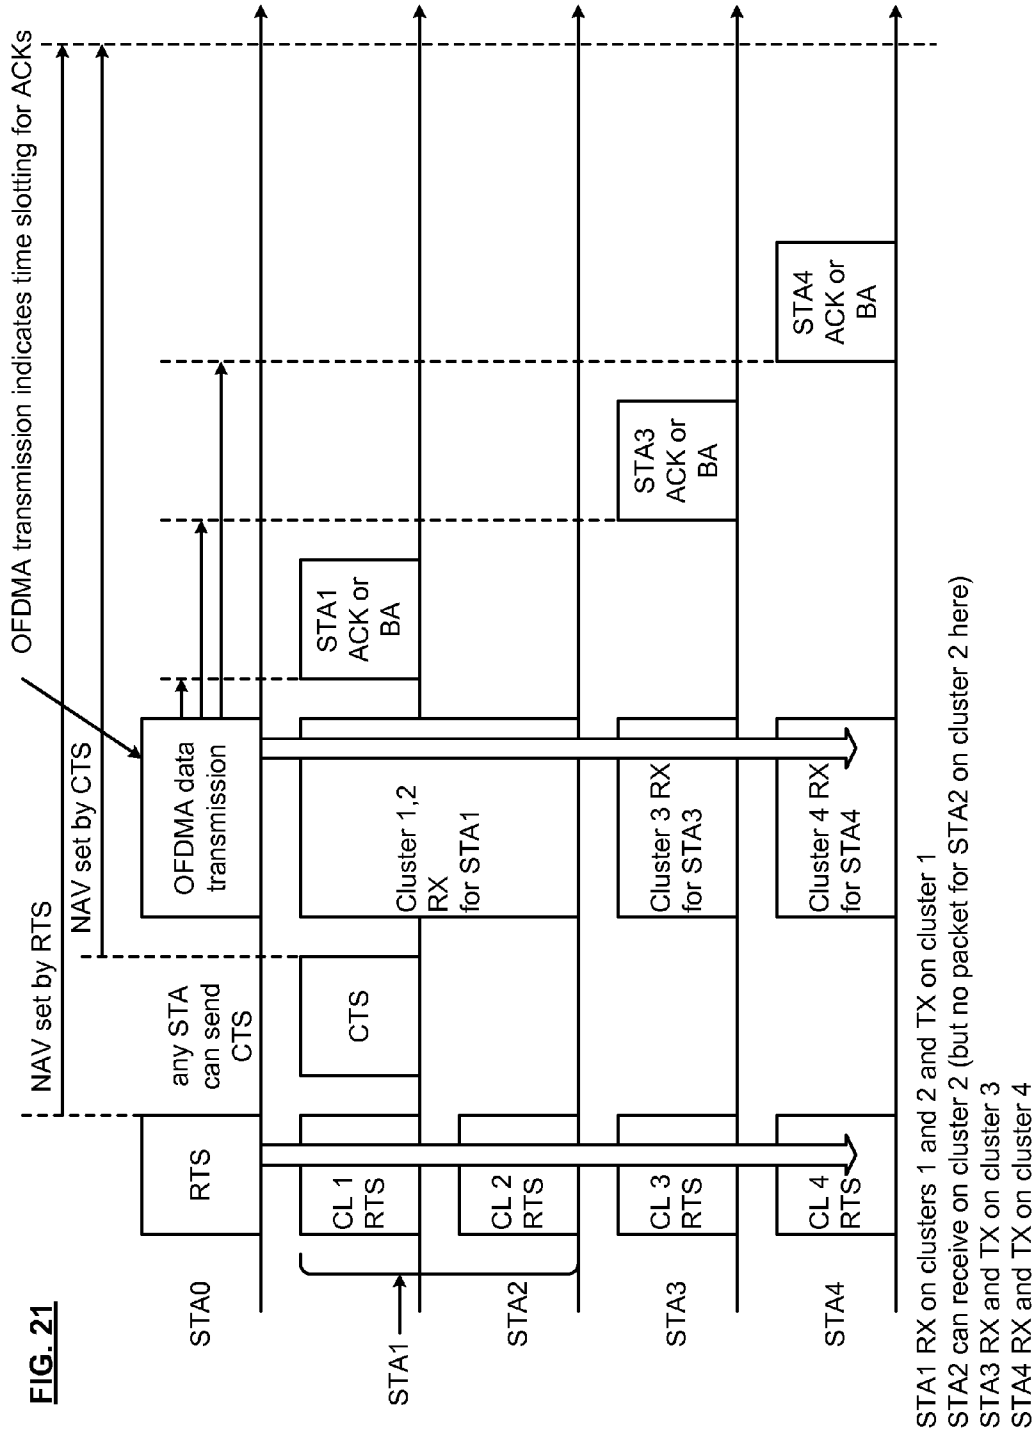 FIG. 21
OFDMA transmission indicates time slotting for ACKs
NAV set by RTS
NAV set by CTS
STA0
RTS
any STA
can send
CTS
OFDMA data
transmission
STA1
CL 1
RTS
CTS
Cluster 1,2
RX
for STA1
STA1
ACK or
BA
STA2
CL 2
RTS
STA3
CL 3
RTS
Cluster 3 RX
for STA3
STA3
ACK or
BA
STA4
CL 4
RTS
Cluster 4 RX
for STA4
STA4
ACK or
BA
STA1 RX on clusters 1 and 2 and TX on cluster 1
STA2 can receive on cluster 2 (but no packet for STA2 on cluster 2 here)
STA3 RX and TX on cluster 3
STA4 RX and TX on cluster 4